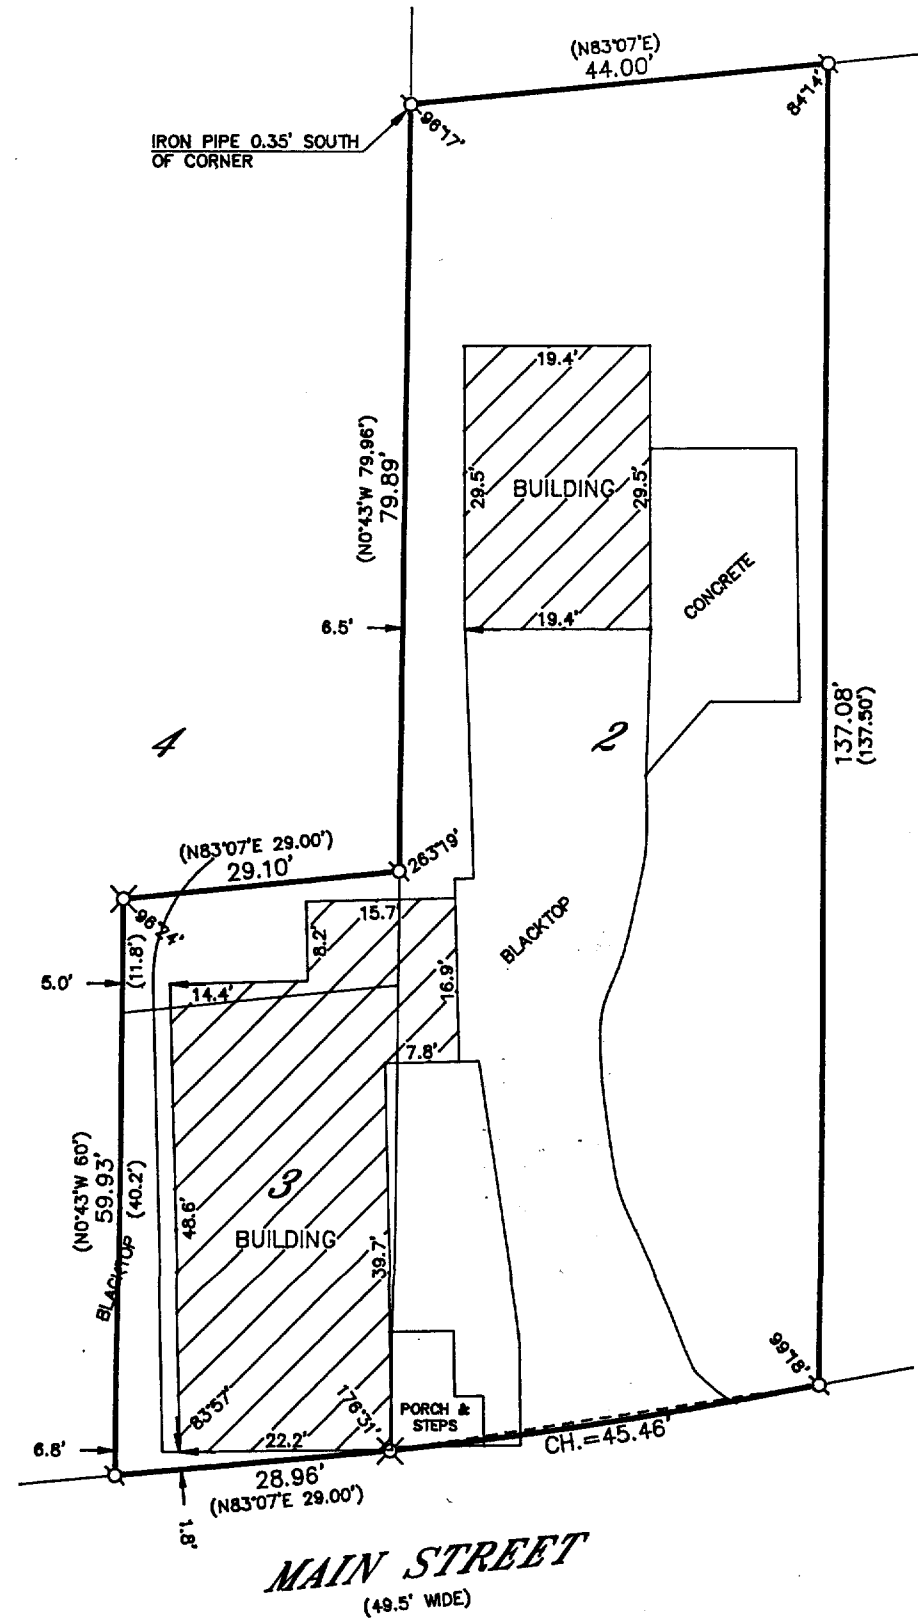 (N83°07'E)
44.00'
84°14'
96°17'
IRON PIPE 0.35' SOUTH
OF CORNER
19.4'
(N0°43'W 79.96')
79.89'
29.5'
BUILDING
29.5'
CONCRETE
6.5'
19.4'
4
2
137.08'
(137.50')
(N83°07'E 29.00')
29.10'
263°19'
96°24'
15.7'
8.2'
BLACKTOP
(11.8')
5.0'
14.4'
16.9'
7.8'
(N0°43'W 60')
59.93'
(40.2')
BLACKTOP
48.6'
3
BUILDING
39.7'
99°18'
83°57'
176°31'
PORCH &
STEPS
6.8'
22.2'
CH.=45.46'
28.96'
(N83°07'E 29.00')
1.8'
MAIN STREET
(49.5' WIDE)